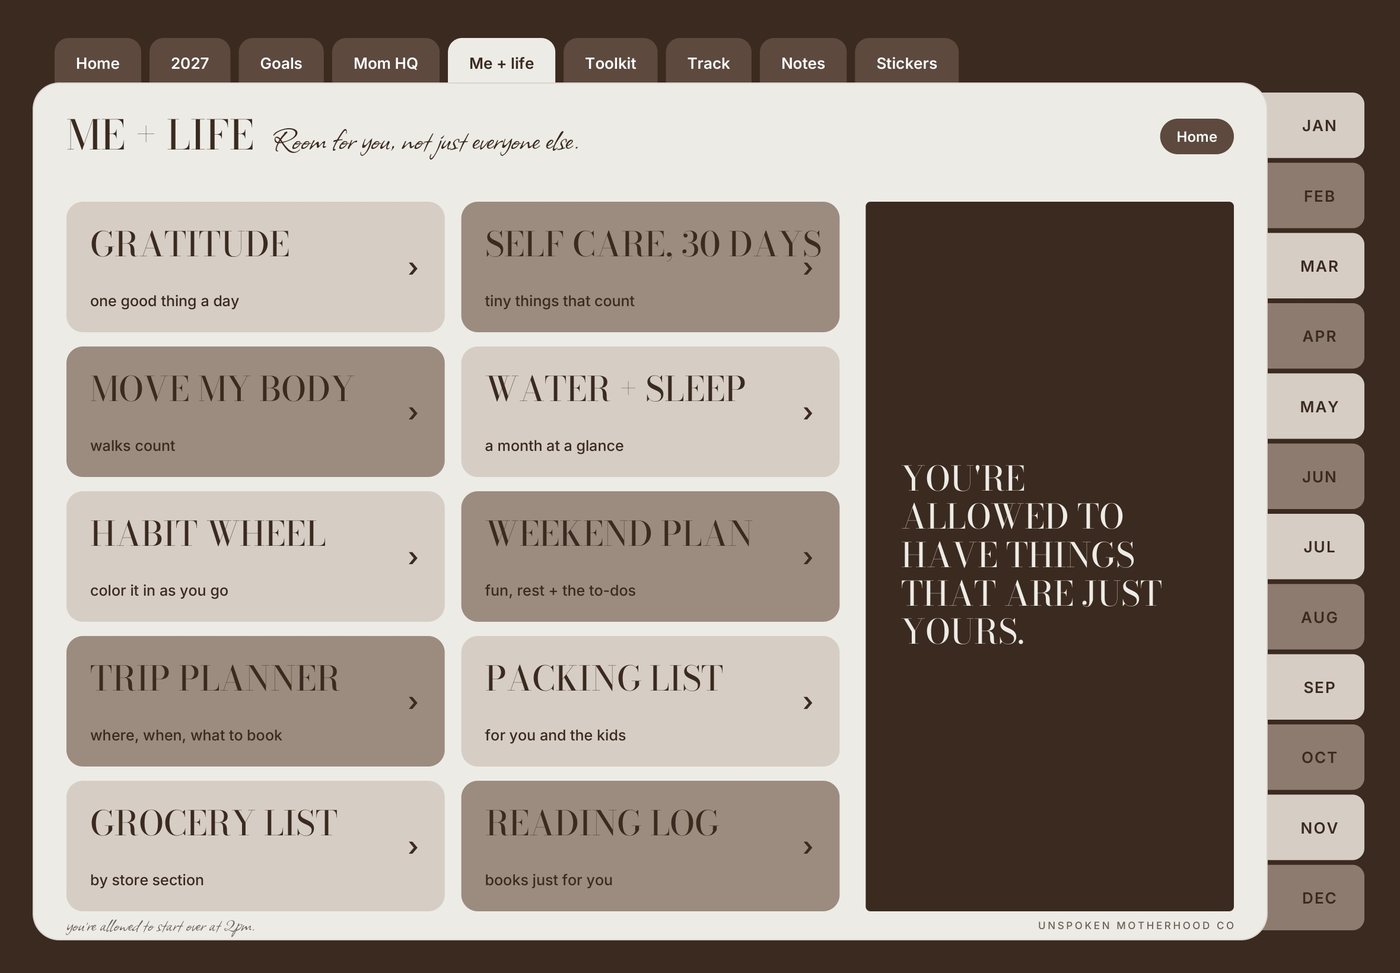 Home
2027
Goals
Mom HQ
Me + life
Toolkit
Track
Notes
Stickers
ME + LIFE
Room for you, not just everyone else.
Home
GRATITUDE
one good thing a day
SELF CARE, 30 DAYS
tiny things that count
MOVE MY BODY
walks count
WATER + SLEEP
a month at a glance
HABIT WHEEL
color it in as you go
WEEKEND PLAN
fun, rest + the to-dos
TRIP PLANNER
where, when, what to book
PACKING LIST
for you and the kids
GROCERY LIST
by store section
READING LOG
books just for you
YOU'RE
ALLOWED TO
HAVE THINGS
THAT ARE JUST
YOURS.
JAN
FEB
MAR
APR
MAY
JUN
JUL
AUG
SEP
OCT
NOV
DEC
you're allowed to start over at 2pm.
UNSPOKEN MOTHERHOOD CO